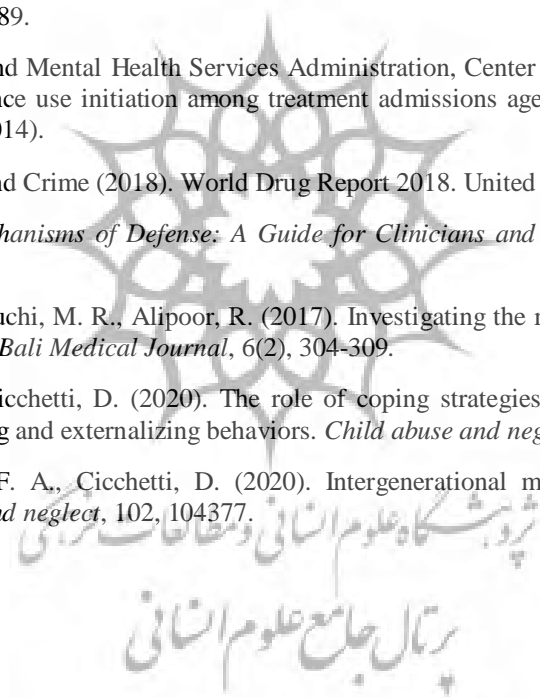 89.
nd Mental Health Services Administration, Center
nce use initiation among treatment admissions age
014).
nd Crime (2018). World Drug Report 2018. United
hanisms of Defense: A Guide for Clinicians and
uchi, M. R., Alipoor, R. (2017). Investigating the r
Bali Medical Journal, 6(2), 304-309.
icchetti, D. (2020). The role of coping strategies
g and externalizing behaviors. Child abuse and neg
F. A., Cicchetti, D. (2020). Intergenerational m
nd neglect, 102, 104377.
پژوهشگاه علوم انسانی و مطالعات فرهنگی
پرتال جامع علوم انسانی